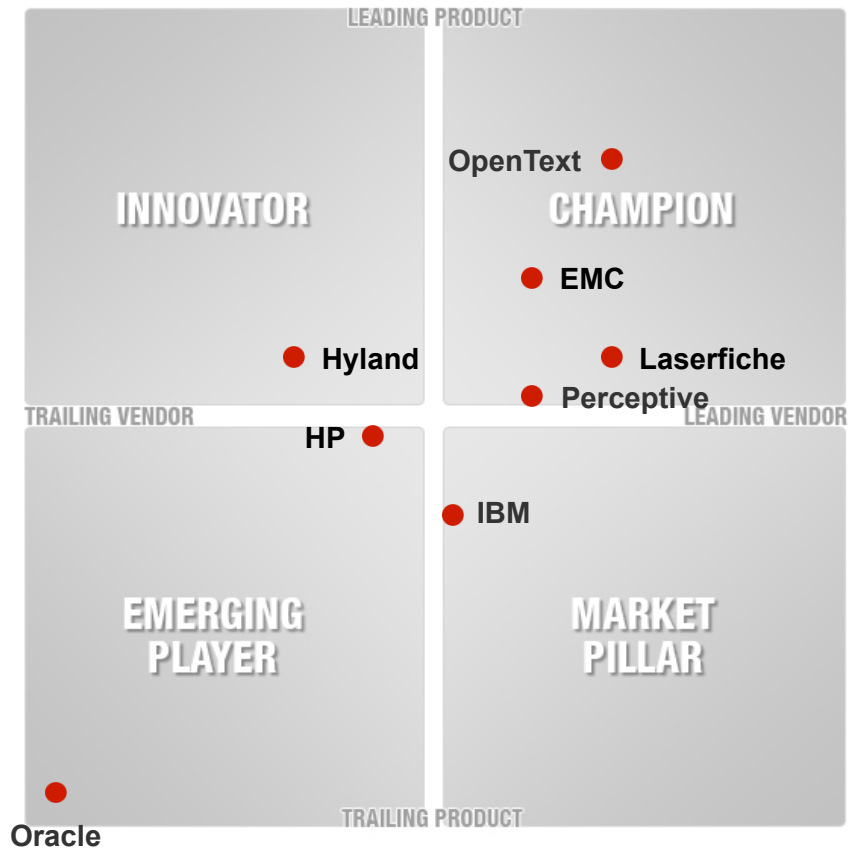 LEADING PRODUCT
OpenText
INNOVATOR
CHAMPION
EMC
Hyland
Laserfiche
Perceptive
TRAILING VENDOR
LEADING VENDOR
HP
IBM
EMERGING
PLAYER
MARKET
PILLAR
TRAILING PRODUCT
Oracle